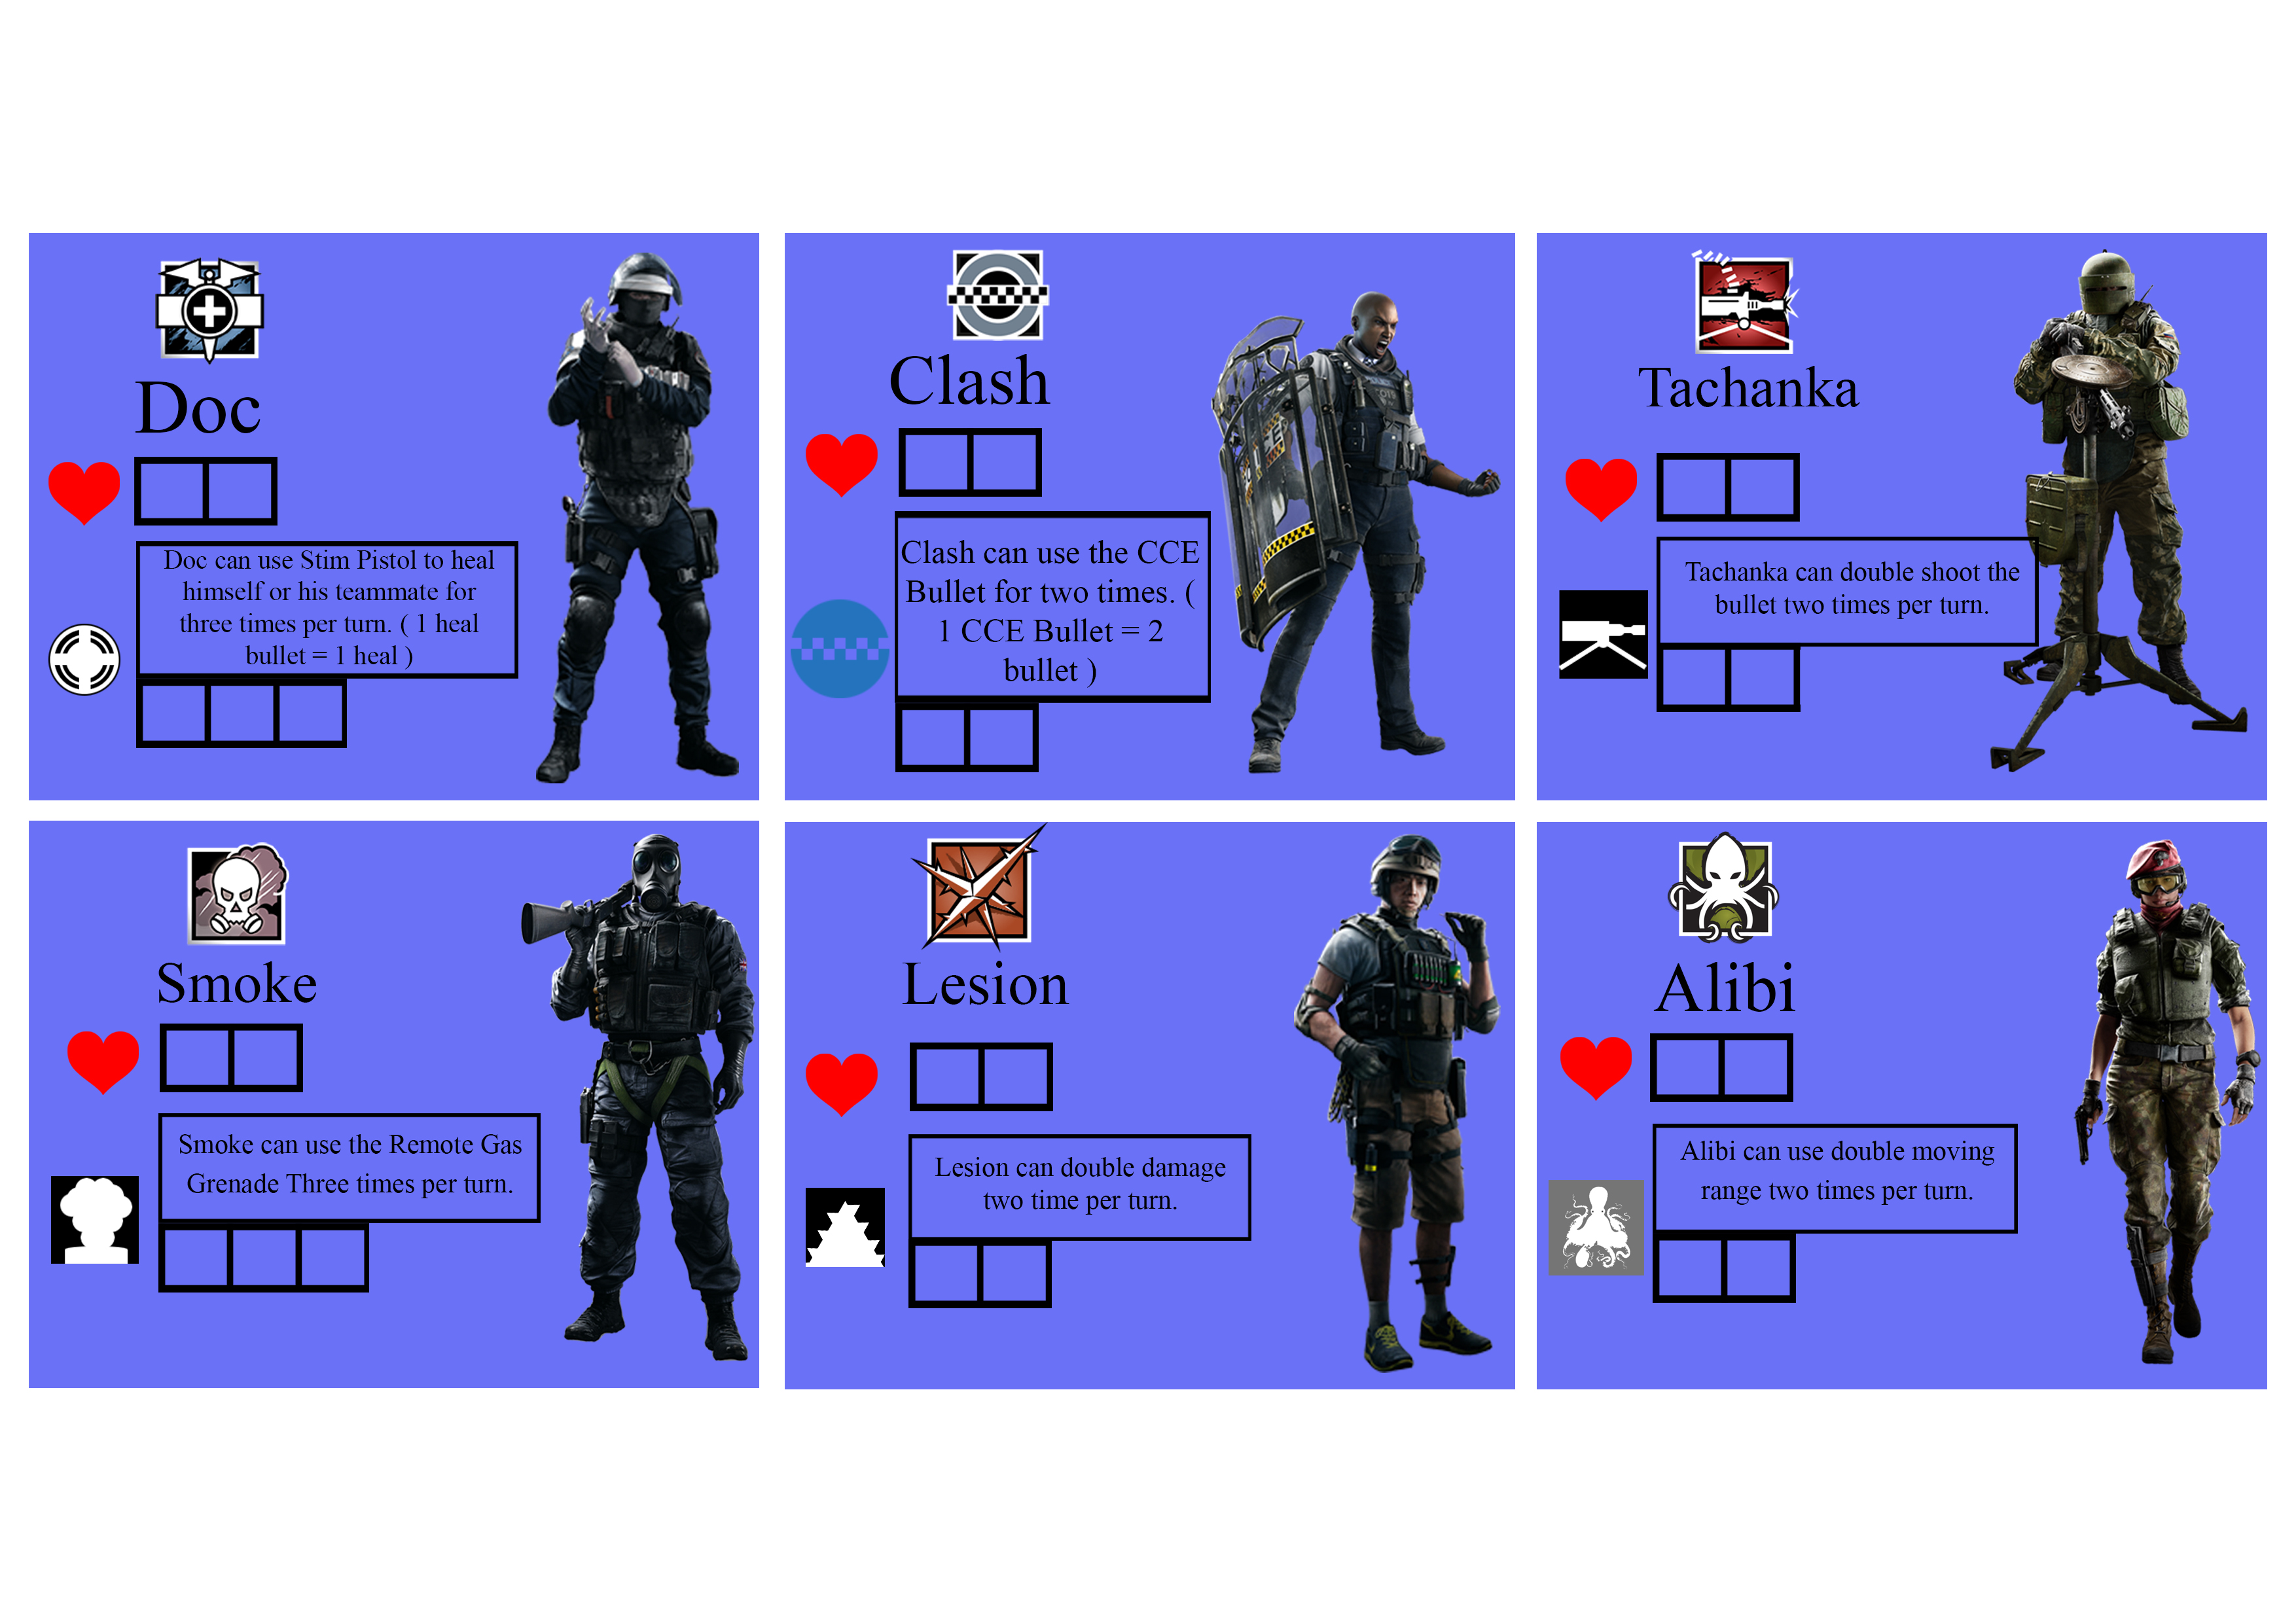 Doc
Doc can use Stim Pistol to heal
himself or his teammate for
three times per turn. ( 1 heal
bullet = 1 heal )
Clash
Clash can use the CCE
Bullet for two times. (
1 CCE Bullet = 2
bullet )
Tachanka
Tachanka can double shoot the
bullet two times per turn.
Smoke
Smoke can use the Remote Gas
Grenade Three times per turn.
Lesion
Lesion can double damage
two time per turn.
Alibi
Alibi can use double moving
range two times per turn.